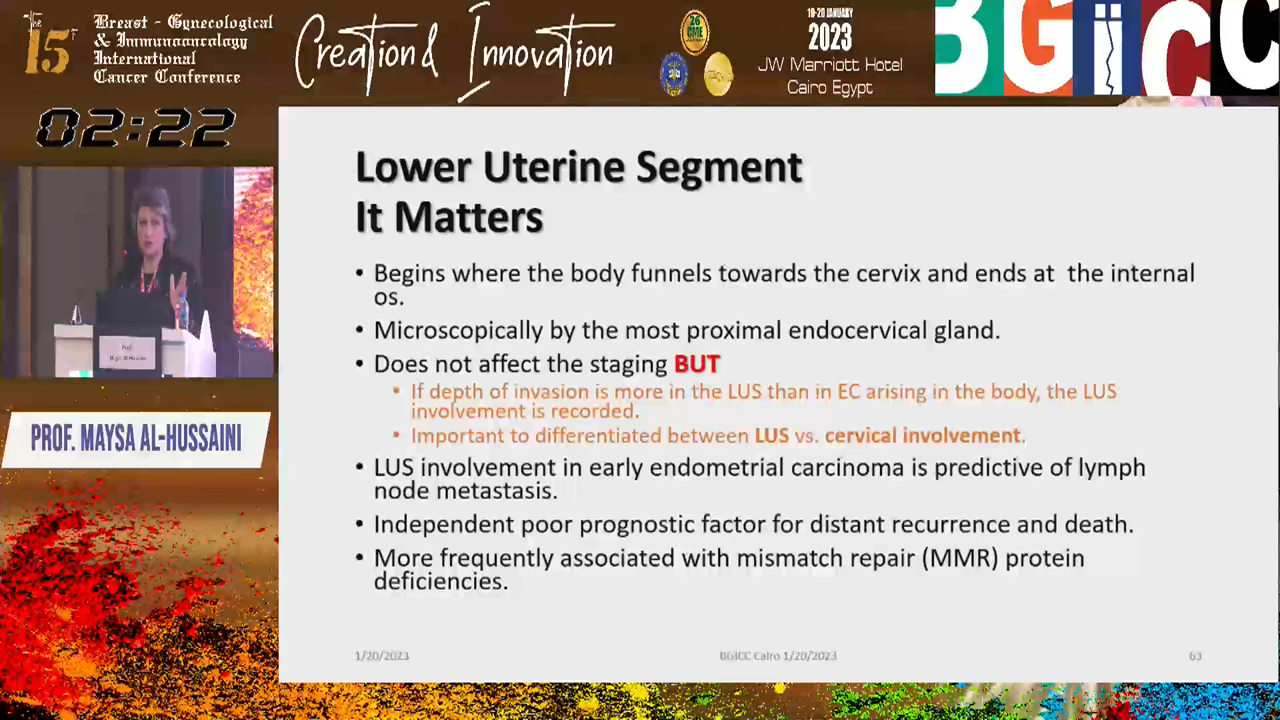 The
15
Breast - Gynecological
& Immunooncology
International
Cancer Conference
Creation & Innovation
26
CME
18-20 JANUARY
2023
JW Marriott Hotel
Cairo Egypt
BGiCC
02:22
Prof.
PROF. MAYSA AL-HUSSAINI
Lower Uterine Segment
It Matters
• Begins where the body funnels towards the cervix and ends at the internal
os.
• Microscopically by the most proximal endocervical gland.
• Does not affect the staging BUT
• If depth of invasion is more in the LUS than in EC arising in the body, the LUS
involvement is recorded.
• Important to differentiated between LUS vs. cervical involvement.
• LUS involvement in early endometrial carcinoma is predictive of lymph
node metastasis.
• Independent poor prognostic factor for distant recurrence and death.
• More frequently associated with mismatch repair (MMR) protein
deficiencies.
1/20/2023
BGICC Cairo 1/20/2023
63